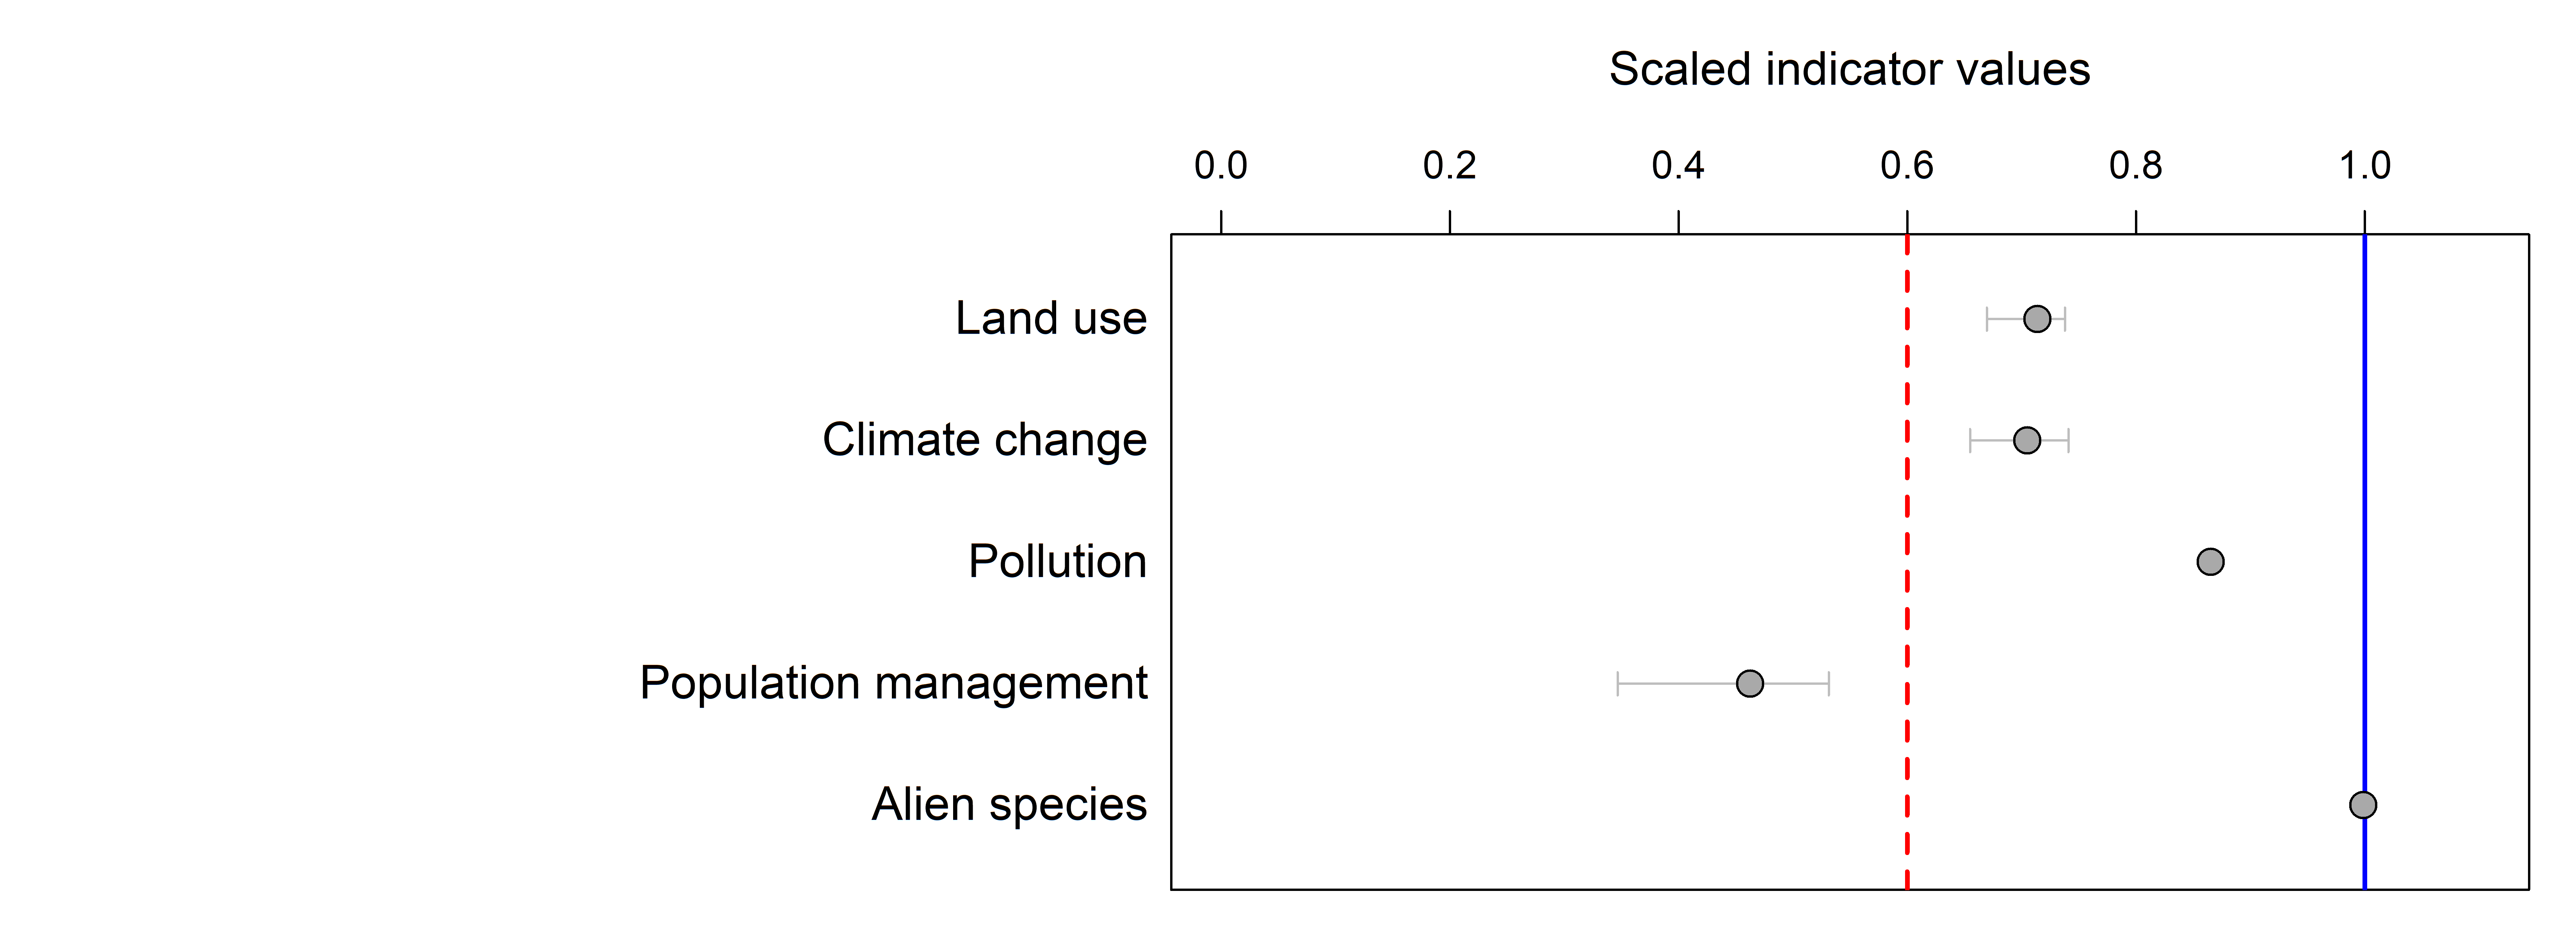 Scaled indicator values
0.0 0.2 0.4 0.6 0.8 1.0
Land use
Climate change
Pollution
Population management
Alien species